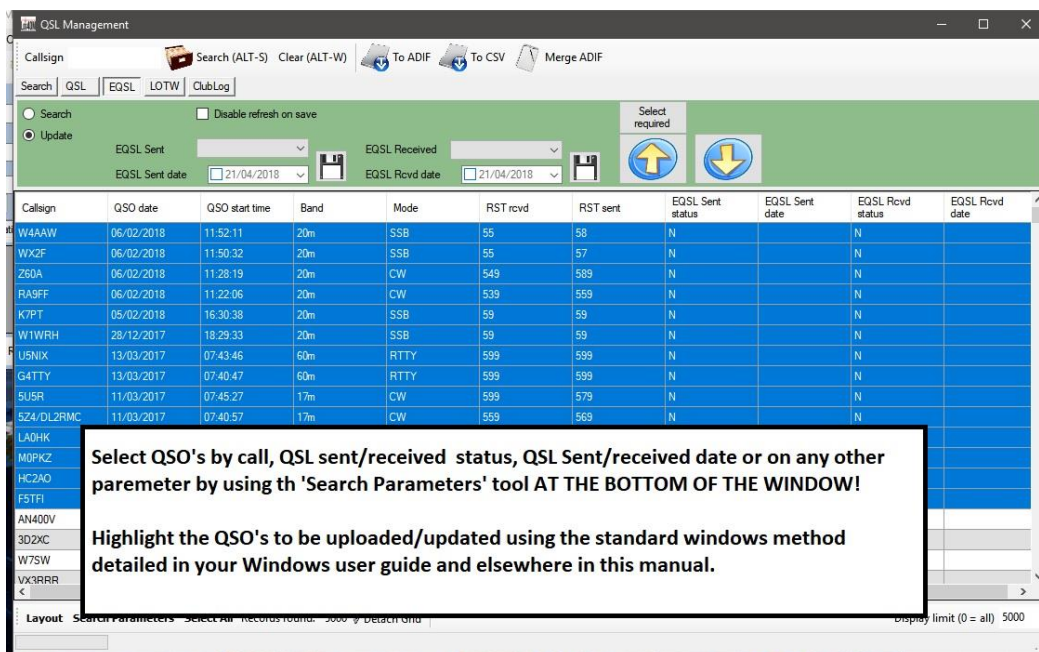 QSL Management
Callsign Search (ALT-S) Clear (ALT-W) To ADIF To CSV Merge ADIF
Search QSL EQSL LOTW ClubLog
Search Disable refresh on save Select required
Update
EQSL Sent EQSL Received
EQSL Sent date 21/04/2018 EQSL Rcvd date 21/04/2018
Callsign QSO date QSO start time Band Mode RST rcvd RST sent EQSL Sent status EQSL Sent date EQSL Rcvd status EQSL Rcvd date
W4AAW 06/02/2018 11:52:11 20m SSB 55 58 N N
WX2F 06/02/2018 11:50:32 20m SSB 55 57 N N
Z60A 06/02/2018 11:28:19 20m CW 549 589 N N
RA9FF 06/02/2018 11:22:06 20m CW 539 559 N N
K7PT 05/02/2018 16:30:38 20m SSB 59 59 N N
W1WRH 28/12/2017 18:29:33 20m SSB 59 59 N N
U5NIX 13/03/2017 07:43:46 60m RTTY 599 599 N N
G4TTY 13/03/2017 07:40:47 60m RTTY 599 599 N N
5U5R 11/03/2017 07:45:27 17m CW 599 579 N N
5Z4/DL2RMC 11/03/2017 07:40:57 17m CW 559 569 N N
LA0HK
M0PKZ
HC2AO
F5TFI
AN400V
3D2XC
W7SW
VX3RRR
Select QSO's by call, QSL sent/received status, QSL Sent/received date or on any other
paremeter by using th 'Search Parameters' tool AT THE BOTTOM OF THE WINDOW!
Highlight the QSO's to be uploaded/updated using the standard windows method
detailed in your Windows user guide and elsewhere in this manual.
Layout Search Parameters Select All Records found: 5000 Detach Grid Display limit (0 = all) 5000